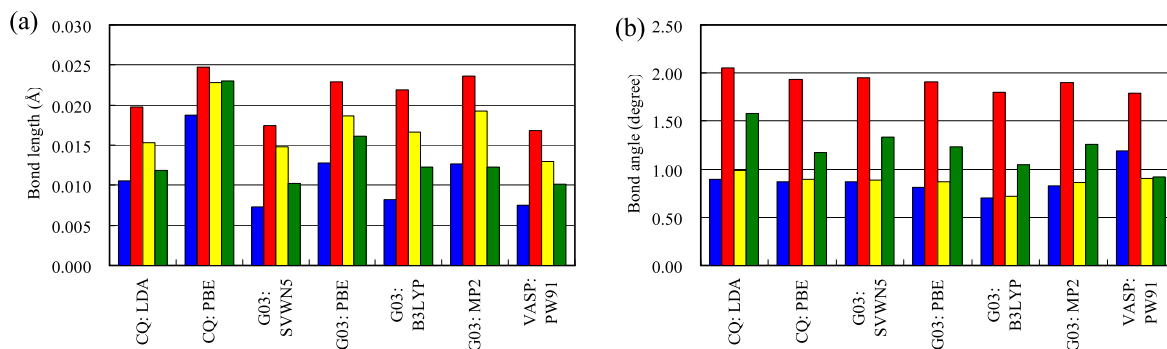 (a)
Bond length (Å)
0.030
0.025
0.020
0.015
0.010
0.005
0.000
CQ: LDA
CQ: PBE
G03:
SVWN5
G03: PBE
G03:
B3LYP
G03: MP2
VASP:
PW91
(b)
Bond angle (degree)
2.50
2.00
1.50
1.00
0.50
0.00
CQ: LDA
CQ: PBE
G03:
SVWN5
G03: PBE
G03:
B3LYP
G03: MP2
VASP:
PW91